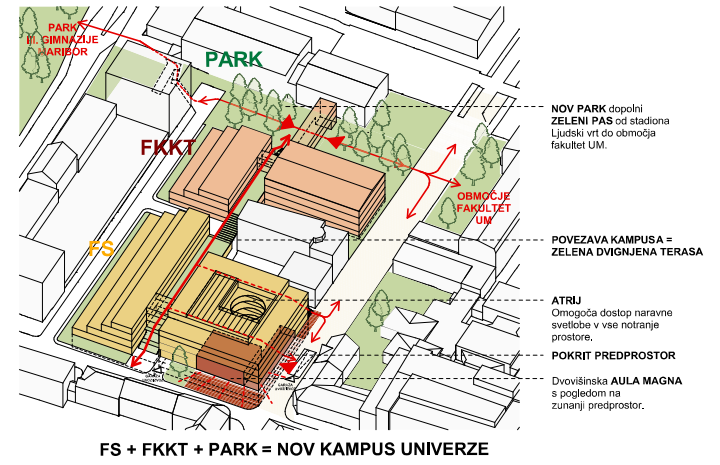 PARK
II. GIMNAZIJE
MARIBOR
PARK
FKKT
FS
OBMOČJE
FAKULTET
UM
NOV PARK dopolni
ZELENI PAS od stadiona
Ljudski vrt do območja
fakultet UM.
POVEZAVA KAMPUSA =
ZELENA DVIGNJENA TERASA
ATRIJ
Omogoča dostop naravne
svetlobe v vse notranje
prostore.
POKRIT PREDPROSTOR
Dvovišinska AULA MAGNA
s pogledom na
zunanji predprostor.
FS + FKKT + PARK = NOV KAMPUS UNIVERZE